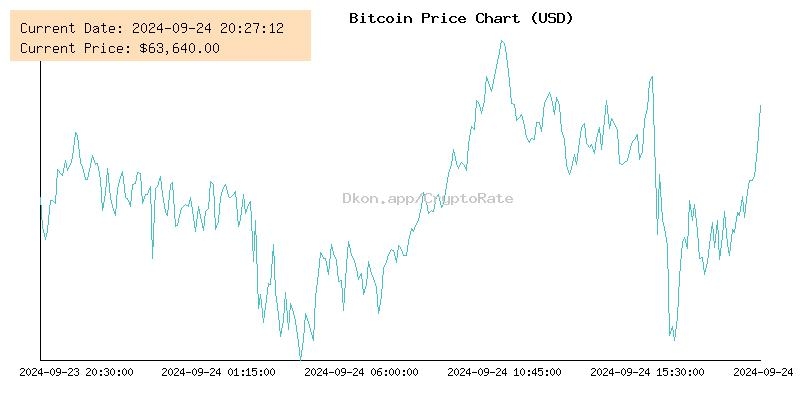 Bitcoin Price Chart (USD)
Current Date: 2024-09-24 20:27:12
Current Price: $63,640.00
Dkon.app/CryptoRate
2024-09-23 20:30:00 2024-09-24 01:15:00 2024-09-24 06:00:00 2024-09-24 10:45:00 2024-09-24 15:30:00 2024-09-24